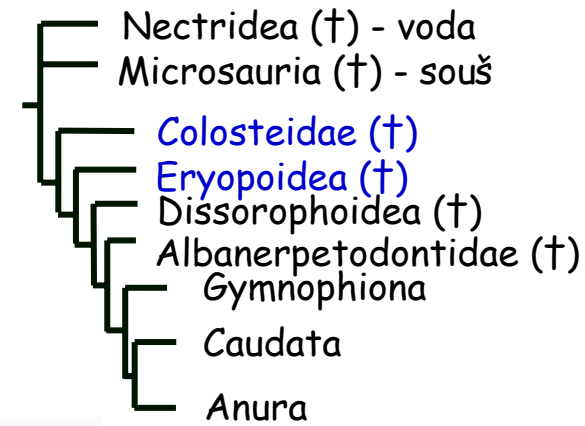 Nectridea (†) - voda
Microsauria (†) - souš
Colosteidae (†)
Eryopoidea (†)
Dissorophoidea (†)
Albanerpetodontidae (†)
Gymnophiona
Caudata
Anura